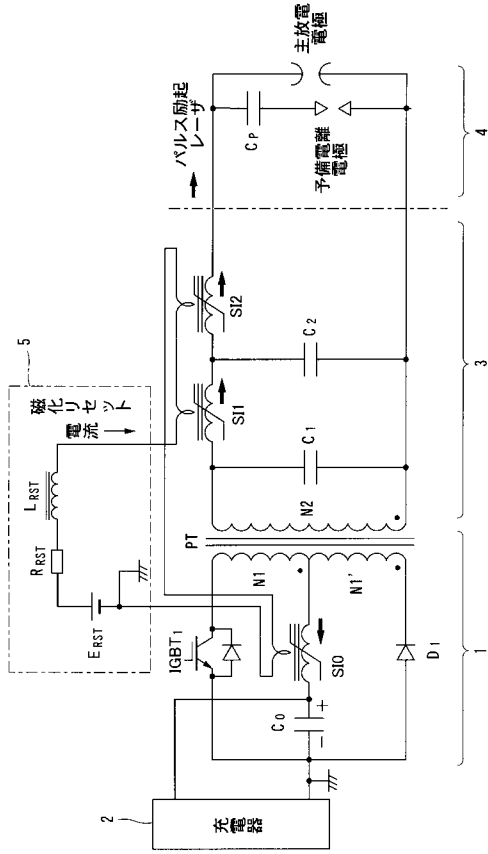 5
磁化リセット
電流
LRST
RRST
ERST
パルス励起
レーザ
SI1
SI2
C1
C2
CP
主放電
電極
予備電離
電極
PT
N1
N1'
N2
IGBT1
SI0
C0
+
−
D1
2
充電器
1
3
4